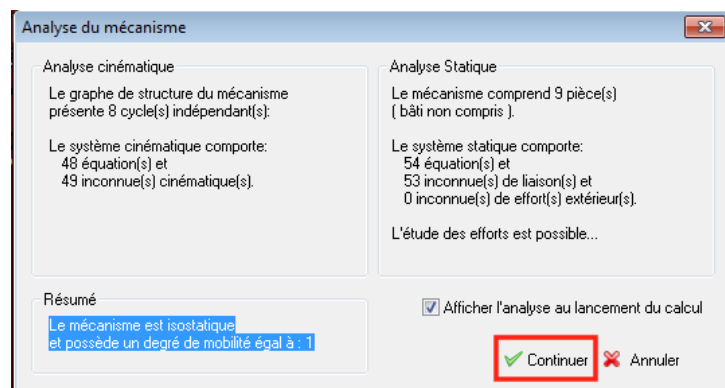 Analyse du mécanisme
Analyse cinématique
Le graphe de structure du mécanisme
présente 8 cycle(s) indépendant(s):
Le système cinématique comporte:
48 équation(s) et
49 inconnue(s) cinématique(s).
Analyse Statique
Le mécanisme comprend 9 pièce(s)
( bâti non compris ).
Le système statique comporte:
54 équation(s) et
53 inconnue(s) de liaison(s) et
0 inconnue(s) de effort(s) extérieur(s).
L'étude des efforts est possible...
Résumé
Le mécanisme est isostatique
et possède un degré de mobilité égal à : 1
Afficher l'analyse au lancement du calcul
Continuer
Annuler